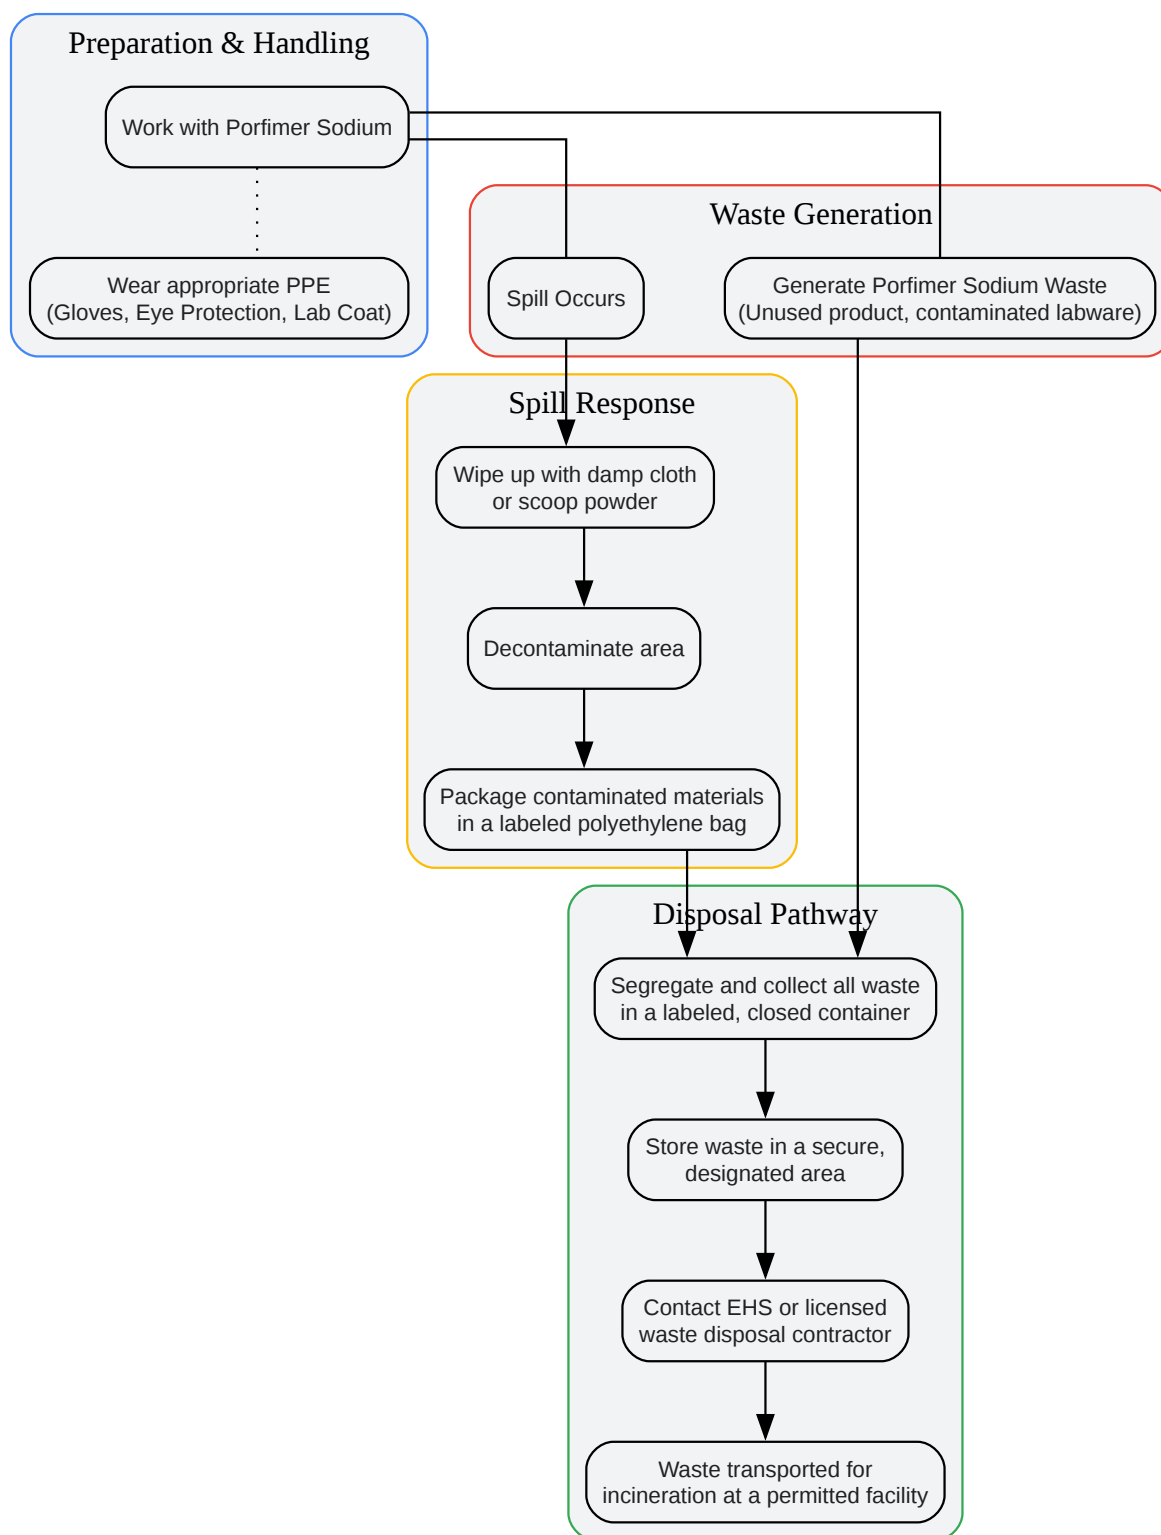 Preparation & Handling
Work with Porfimer Sodium
Wear appropriate PPE
(Gloves, Eye Protection, Lab Coat)
Waste Generation
Spill Occurs
Generate Porfimer Sodium Waste
(Unused product, contaminated labware)
Spill Response
Wipe up with damp cloth
or scoop powder
Decontaminate area
Package contaminated materials
in a labeled polyethylene bag
Disposal Pathway
Segregate and collect all waste
in a labeled, closed container
Store waste in a secure,
designated area
Contact EHS or licensed
waste disposal contractor
Waste transported for
incineration at a permitted facility